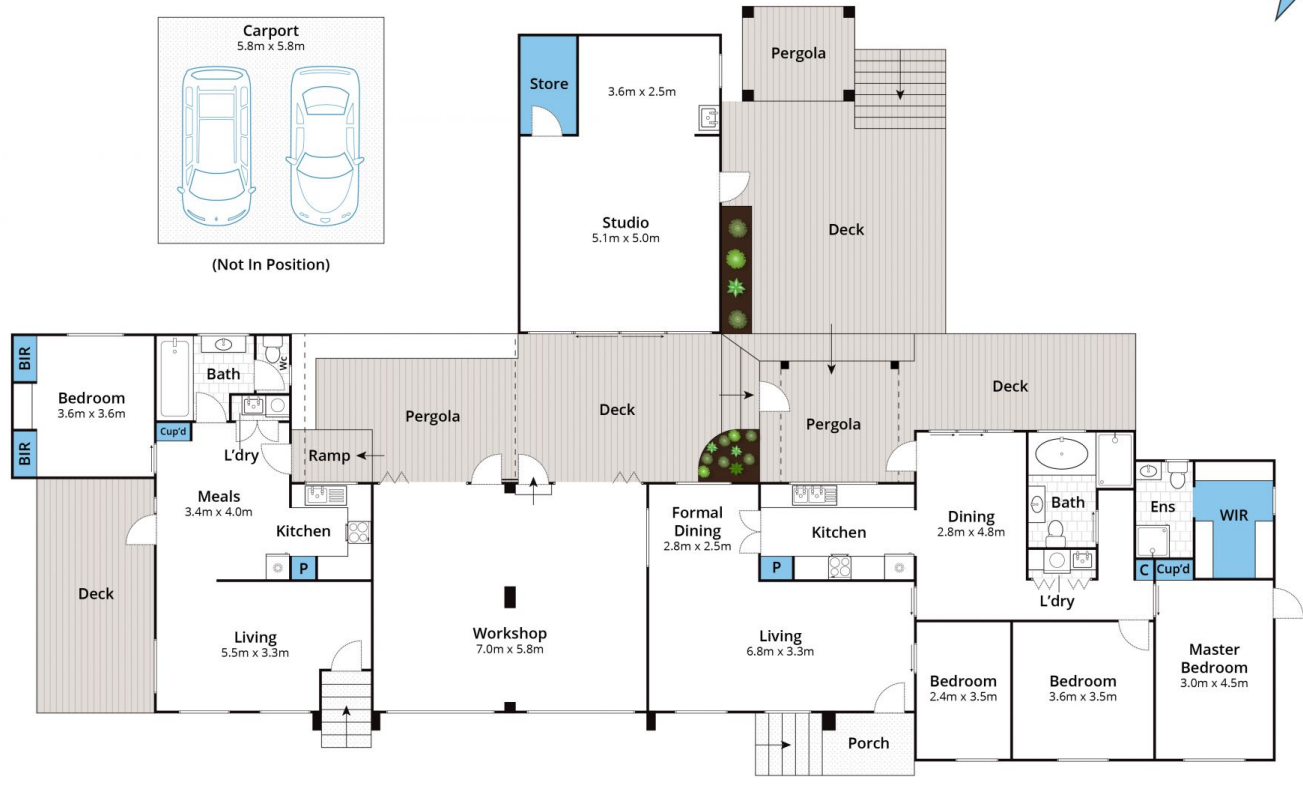 Carport
5.8m x 5.8m
(Not In Position)
Store
3.6m x 2.5m
Pergola
Studio
5.1m x 5.0m
Deck
BIR
BIR
Bedroom
3.6m x 3.6m
Bath
WC
Cup'd
L'dry
Ramp
Pergola
Deck
Pergola
Deck
Meals
3.4m x 4.0m
Kitchen
P
Deck
Living
5.5m x 3.3m
Workshop
7.0m x 5.8m
Formal
Dining
2.8m x 2.5m
Kitchen
P
Dining
2.8m x 4.8m
Bath
Ens
WIR
C
Cup'd
L'dry
Living
6.8m x 3.3m
Bedroom
2.4m x 3.5m
Bedroom
3.6m x 3.5m
Master
Bedroom
3.0m x 4.5m
Porch